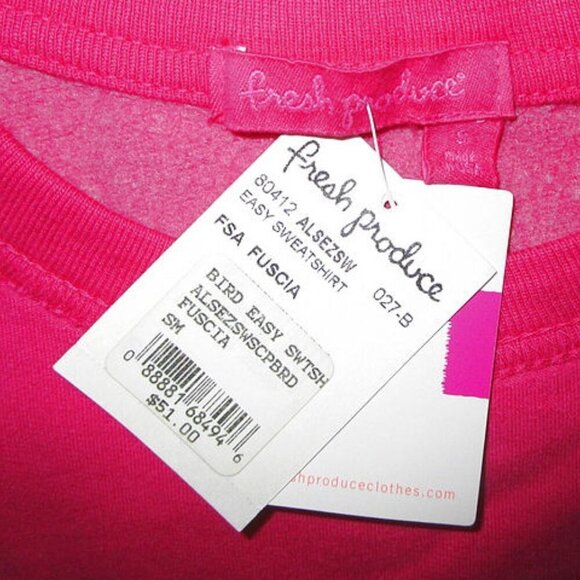 fresh produce®
S
MADE
fresh produce
80412 ALSEZSW
EASY SWEATSHIRT
027-B
FSA FUSCIA
BIRD EASY SWTSH
ALSEZSWSCPBRD
FUSCIA
SM
0 88881 68494 6
$51.00
hproduceclothes.com